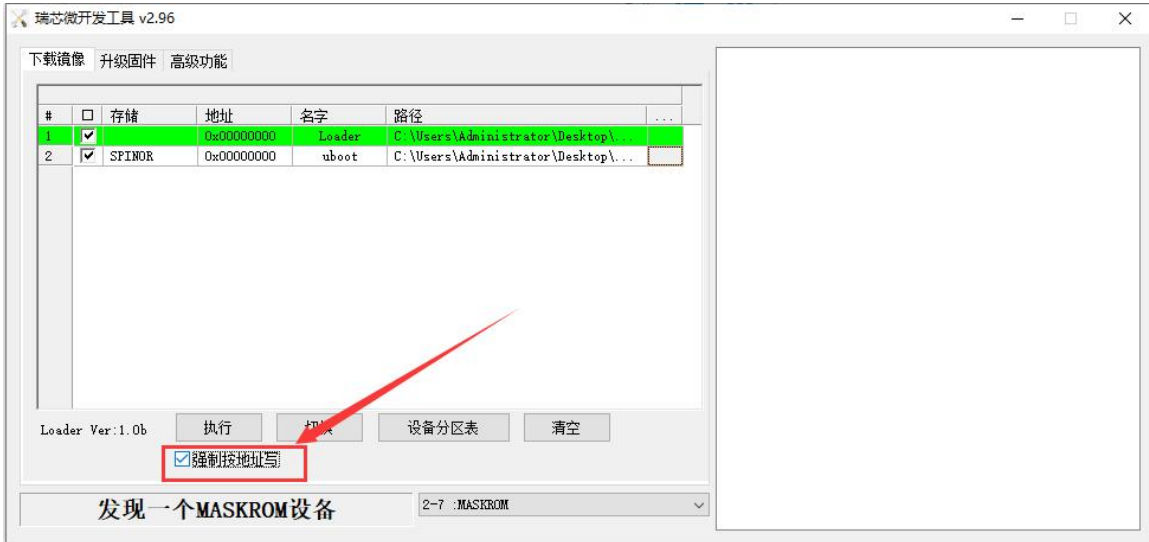 瑞芯微开发工具 v2.96
下载镜像 升级固件 高级功能
# 存储 地址 名字 路径 ...
1 0x00000000 Loader C:\Users\Administrator\Desktop\...
2 SPINOR 0x00000000 uboot C:\Users\Administrator\Desktop\...
Loader Ver:1.0b 执行 切换 设备分区表 清空
强制按地址写
发现一个MASKROM设备 2-7 :MASKROM